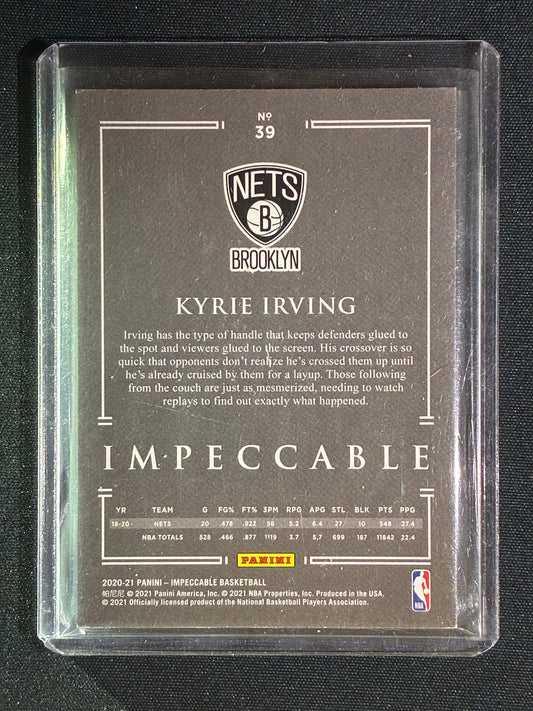 Nº
39
NETS
B
BROOKLYN
KYRIE IRVING
Irving has the type of handle that keeps defenders glued to
the spot and viewers glued to the screen. His crossover is so
quick that opponents don't realize he's crossed them up until
he's already cruised by them for a layup. Those following
from the couch are just as mesmerized, needing to watch
replays to find out exactly what happened.
IMPECCABLE
YR TEAM G FG% FT% 3PM RPG APG STL BLK PTS PPG
19-20 NETS 20 .478 .922 56 5.2 6.4 27 10 548 27.4
NBA TOTALS 528 .466 .877 1119 3.7 5.7 699 187 11842 22.4
PANINI
2020-21 PANINI – IMPECCABLE BASKETBALL
帕尼尼 © 2021 Panini America, Inc. © 2021 NBA Properties, Inc. Produced in the USA.
© 2021 Officially licensed product of the National Basketball Players Association.
NBA